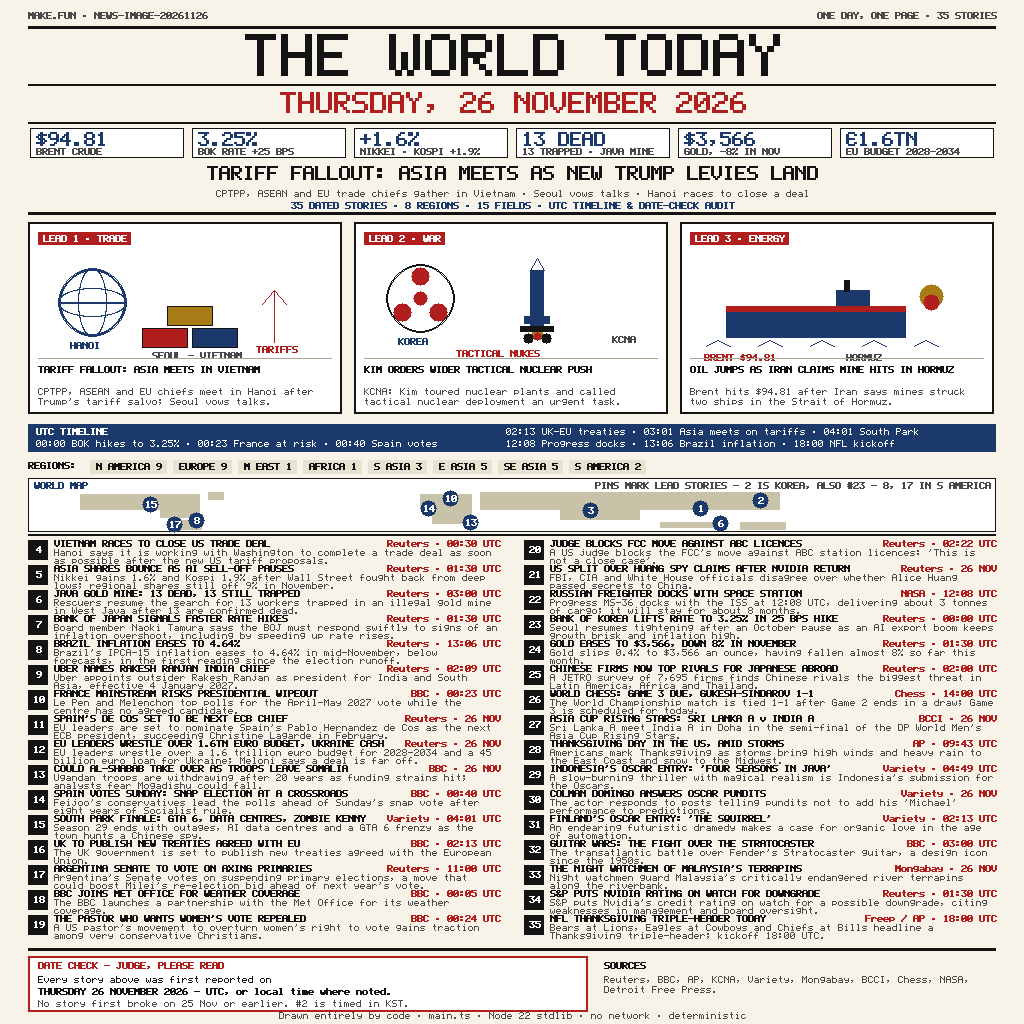 MAKE.FUN · NEWS-IMAGE-20261126
ONE DAY, ONE PAGE · 35 STORIES
THE WORLD TODAY
THURSDAY, 26 NOVEMBER 2026
$94.81
BRENT CRUDE
3.25%
BOK RATE +25 BPS
+1.6%
NIKKEI · KOSPI +1.9%
13 DEAD
13 TRAPPED · JAVA MINE
$3,566
GOLD, -8% IN NOV
€1.6TN
EU BUDGET 2028-2034
TARIFF FALLOUT: ASIA MEETS AS NEW TRUMP LEVIES LAND
CPTPP, ASEAN and EU trade chiefs gather in Vietnam · Seoul vows talks · Hanoi races to close a deal
35 DATED STORIES · 8 REGIONS · 15 FIELDS · UTC TIMELINE & DATE-CHECK AUDIT
LEAD 1 · TRADE
HANOI
SEOUL - VIETNAM
TARIFFS
TARIFF FALLOUT: ASIA MEETS IN VIETNAM
CPTPP, ASEAN and EU chiefs meet in Hanoi after
Trump's tariff salvo; Seoul vows talks.
LEAD 2 · WAR
KOREA
TACTICAL NUKES
KCNA
KIM ORDERS WIDER TACTICAL NUCLEAR PUSH
KCNA: Kim toured nuclear plants and called
tactical nuclear deployment an urgent task.
LEAD 3 · ENERGY
BRENT $94.81
HORMUZ
OIL JUMPS AS IRAN CLAIMS MINE HITS IN HORMUZ
Brent hits $94.81 after Iran says mines struck
two ships in the Strait of Hormuz.
UTC TIMELINE
00:00 BOK hikes to 3.25% · 00:23 France at risk · 00:40 Spain votes
02:13 UK-EU treaties · 03:01 Asia meets on tariffs · 04:01 South Park
12:08 Progress docks · 13:06 Brazil inflation · 18:00 NFL kickoff
REGIONS:
N AMERICA 9
EUROPE 9
M EAST 1
AFRICA 1
S ASIA 3
E ASIA 5
SE ASIA 5
S AMERICA 2
WORLD MAP
PINS MARK LEAD STORIES - 2 IS KOREA, ALSO #23 - 8, 17 IN S AMERICA
15
17
8
14
10
13
3
1
2
6
4 VIETNAM RACES TO CLOSE US TRADE DEAL Reuters · 00:30 UTC
Hanoi says it is working with Washington to complete a trade deal as soon
as possible after the new US tariff proposals.
5 ASIA SHARES BOUNCE AS AI SELL-OFF PAUSES Reuters · 01:30 UTC
Nikkei gains 1.6% and Kospi 1.9% after Wall Street fought back from deep
lows; regional shares still off 9% in November.
6 JAVA GOLD MINE: 13 DEAD, 13 STILL TRAPPED Reuters · 03:00 UTC
Rescuers resume the search for 13 workers trapped in an illegal gold mine
in West Java after 13 are confirmed dead.
7 BANK OF JAPAN SIGNALS FASTER RATE HIKES Reuters · 01:30 UTC
Board member Naoki Tamura says the BOJ must respond swiftly to signs of an
inflation overshoot, including by speeding up rate rises.
8 BRAZIL INFLATION EASES TO 4.64% Reuters · 13:06 UTC
Brazil's IPCA-15 inflation eases to 4.64% in mid-November, below
forecasts, in the first reading since the election runoff.
9 UBER NAMES RAKESH RANJAN INDIA CHIEF Reuters · 02:09 UTC
Uber appoints outsider Rakesh Ranjan as president for India and South
Asia, effective 4 January 2027.
10 FRANCE MAINSTREAM RISKS PRESIDENTIAL WIPEOUT BBC · 00:23 UTC
Le Pen and Melenchon top polls for the April-May 2027 vote while the
centre has no agreed candidate.
11 SPAIN'S DE COS SET TO BE NEXT ECB CHIEF Reuters · 26 NOV
EU leaders are set to nominate Spain's Pablo Hernandez de Cos as the next
ECB president, succeeding Christine Lagarde in February.
12 EU LEADERS WRESTLE OVER 1.6TN EURO BUDGET, UKRAINE CASH Reuters · 26 NOV
EU leaders wrestle over a 1.6 trillion euro budget for 2028-2034 and a 45
billion euro loan for Ukraine; Meloni says a deal is far off.
13 COULD AL-SHABAB TAKE OVER AS TROOPS LEAVE SOMALIA BBC · 26 NOV
Ugandan troops are withdrawing after 20 years as funding strains hit;
analysts fear Mogadishu could fall.
14 SPAIN VOTES SUNDAY: SNAP ELECTION AT A CROSSROADS BBC · 00:40 UTC
Feijoo's conservatives lead the polls ahead of Sunday's snap vote after
eight years of Socialist rule.
15 SOUTH PARK FINALE: GTA 6, DATA CENTRES, ZOMBIE KENNY Variety · 04:01 UTC
Season 29 ends with outages, AI data centres and a GTA 6 frenzy as the
town hunts a Chinese spy.
16 UK TO PUBLISH NEW TREATIES AGREED WITH EU BBC · 02:13 UTC
The UK government is set to publish new treaties agreed with the European
Union.
17 ARGENTINA SENATE TO VOTE ON AXING PRIMARIES Reuters · 11:00 UTC
Argentina's Senate votes on suspending primary elections, a move that
could boost Milei's re-election bid ahead of next year's vote.
18 BBC JOINS MET OFFICE FOR WEATHER COVERAGE BBC · 00:05 UTC
The BBC launches a partnership with the Met Office for its weather
coverage.
19 THE PASTOR WHO WANTS WOMEN'S VOTE REPEALED BBC · 00:24 UTC
A US pastor's movement to overturn women's right to vote gains traction
among very conservative Christians.
20 JUDGE BLOCKS FCC MOVE AGAINST ABC LICENCES Reuters · 02:22 UTC
A US judge blocks the FCC's move against ABC station licences: 'This is
not a close case'.
21 US SPLIT OVER HUANG SPY CLAIMS AFTER NVIDIA RETURN Reuters · 26 NOV
FBI, CIA and White House officials disagree over whether Alice Huang
passed secrets to China.
22 RUSSIAN FREIGHTER DOCKS WITH SPACE STATION NASA · 12:08 UTC
Progress MS-36 docks with the ISS at 12:08 UTC, delivering about 3 tonnes
of cargo; it will stay for about 8 months.
23 BANK OF KOREA LIFTS RATE TO 3.25% IN 25 BPS HIKE Reuters · 00:00 UTC
Seoul resumes tightening after an October pause as an AI export boom keeps
growth brisk and inflation high.
24 GOLD EASES TO $3,566, DOWN 8% IN NOVEMBER Reuters · 01:30 UTC
Gold slips 0.4% to $3,566 an ounce, having fallen almost 8% so far this
month.
25 CHINESE FIRMS NOW TOP RIVALS FOR JAPANESE ABROAD Reuters · 02:00 UTC
A JETRO survey of 7,695 firms finds Chinese rivals the biggest threat in
Latin America, Africa and Thailand.
26 WORLD CHESS: GAME 3 DUE, GUKESH-SINDAROV 1-1 Chess · 14:00 UTC
The World Championship match is tied 1-1 after Game 2 ends in a draw; Game
3 is scheduled for today.
27 ASIA CUP RISING STARS: SRI LANKA A v INDIA A BCCI · 26 NOV
Sri Lanka A meet India A in Doha in the semi-final of the DP World Men's
Asia Cup Rising Stars.
28 THANKSGIVING DAY IN THE US, AMID STORMS AP · 09:43 UTC
Americans mark Thanksgiving as storms bring high winds and heavy rain to
the East Coast and snow to the Midwest.
29 INDONESIA'S OSCAR ENTRY: 'FOUR SEASONS IN JAVA' Variety · 04:49 UTC
A slow-burning thriller with magical realism is Indonesia's submission for
the Oscars.
30 COLMAN DOMINGO ANSWERS OSCAR PUNDITS Variety · 26 NOV
The actor responds to posts telling pundits not to add his 'Michael'
performance to predictions.
31 FINLAND'S OSCAR ENTRY: 'THE SQUIRREL' Variety · 02:13 UTC
An endearing futuristic dramedy makes a case for organic love in the age
of automation.
32 GUITAR WARS: THE FIGHT OVER THE STRATOCASTER BBC · 03:00 UTC
The transatlantic battle over Fender's Stratocaster guitar, a design icon
since the 1950s.
33 THE NIGHT WATCHMEN OF MALAYSIA'S TERRAPINS Mongabay · 26 NOV
Night watchmen guard Malaysia's critically endangered river terrapin
along the riverbank.
34 S&P PUTS NVIDIA RATING ON WATCH FOR DOWNGRADE Reuters · 01:30 UTC
S&P puts Nvidia's credit rating on watch for a possible downgrade, citing
weaknesses in management and board oversight.
35 NFL THANKSGIVING TRIPLE-HEADER TODAY Freep / AP · 18:00 UTC
Bears at Lions, Eagles at Cowboys and Chiefs at Bills headline a
Thanksgiving triple-header; kickoff 18:00 UTC.
DATE CHECK - JUDGE, PLEASE READ
Every story above was first reported on
THURSDAY 26 NOVEMBER 2026 - UTC, or local time where noted.
No story first broke on 25 Nov or earlier. #2 is timed in KST.
SOURCES
Reuters, BBC, AP, KCNA, Variety, Mongabay, BCCI, Chess, NASA,
Detroit Free Press.
Drawn entirely by code · main.ts · Node 22 stdlib · no network · deterministic